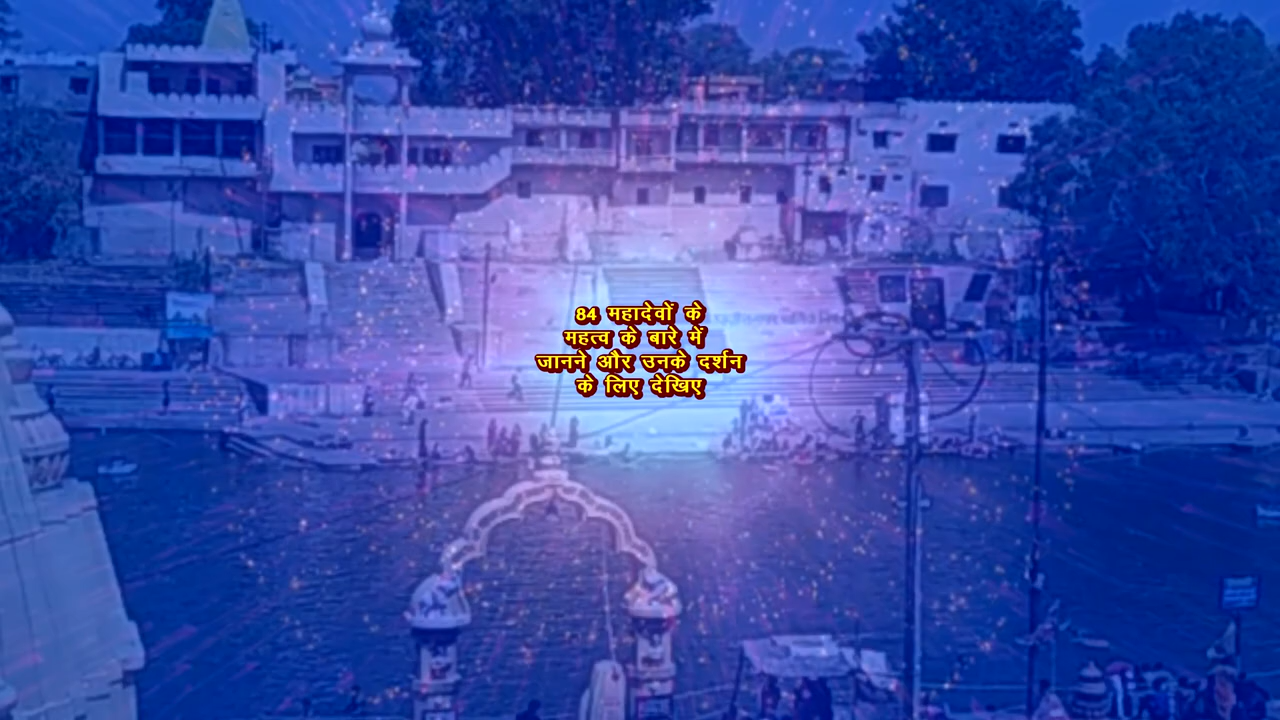 84 महादेवों के
महत्व के बारे में
जानने और उनके दर्शन
के लिए देखिए